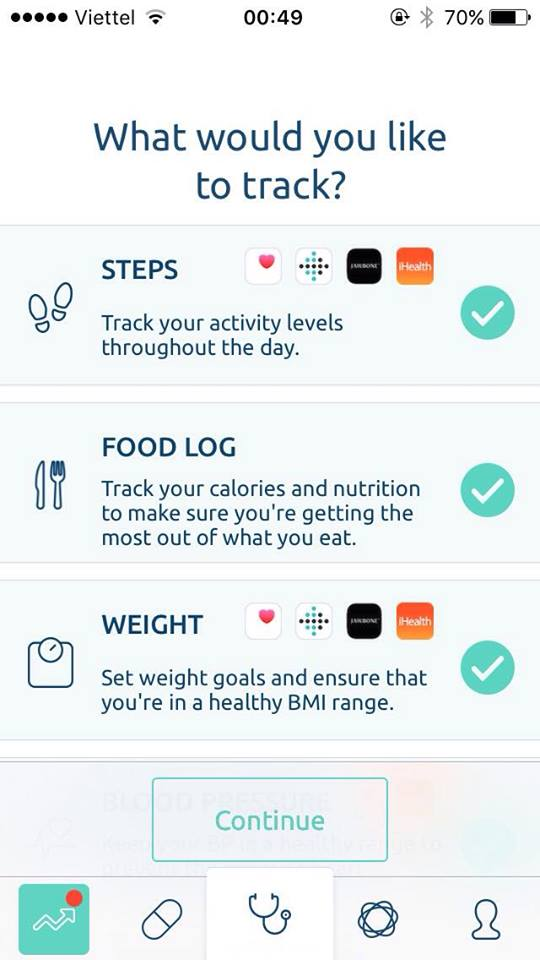 Viettel 00:49 70%
What would you like
to track?
STEPS
JAWBONE iHealth
Track your activity levels
throughout the day.
FOOD LOG
Track your calories and nutrition
to make sure you're getting the
most out of what you eat.
WEIGHT
JAWBONE iHealth
Set weight goals and ensure that
you're in a healthy BMI range.
BLOOD PRESSURE
Continue
Keep your BP in a healthy range to
prevent